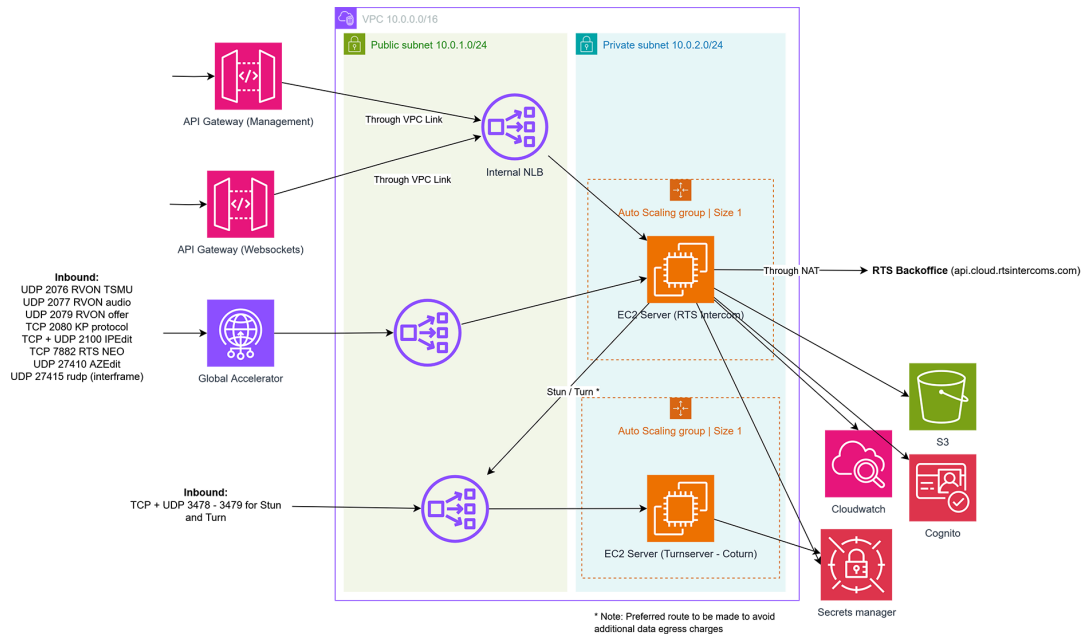 VPC 10.0.0.0/16
Public subnet 10.0.1.0/24
Private subnet 10.0.2.0/24
API Gateway (Management)
Through VPC Link
Internal NLB
Through VPC Link
API Gateway (Websockets)
Auto Scaling group | Size 1
EC2 Server (RTS Intercom)
Through NAT
RTS Backoffice (api.cloud.rtsintercoms.com)
Inbound:
UDP 2076 RVON TSMU
UDP 2077 RVON audio
UDP 2079 RVON offer
TCP 2080 KP protocol
TCP + UDP 2100 IPEdit
TCP 7882 RTS NEO
UDP 27410 AZEdit
UDP 27415 rudp (interframe)
Global Accelerator
Stun / Turn *
Auto Scaling group | Size 1
S3
Cloudwatch
Cognito
Inbound:
TCP + UDP 3478 - 3479 for Stun
and Turn
EC2 Server (Turnserver - Coturn)
Secrets manager
* Note: Preferred route to be made to avoid
additional data egress charges